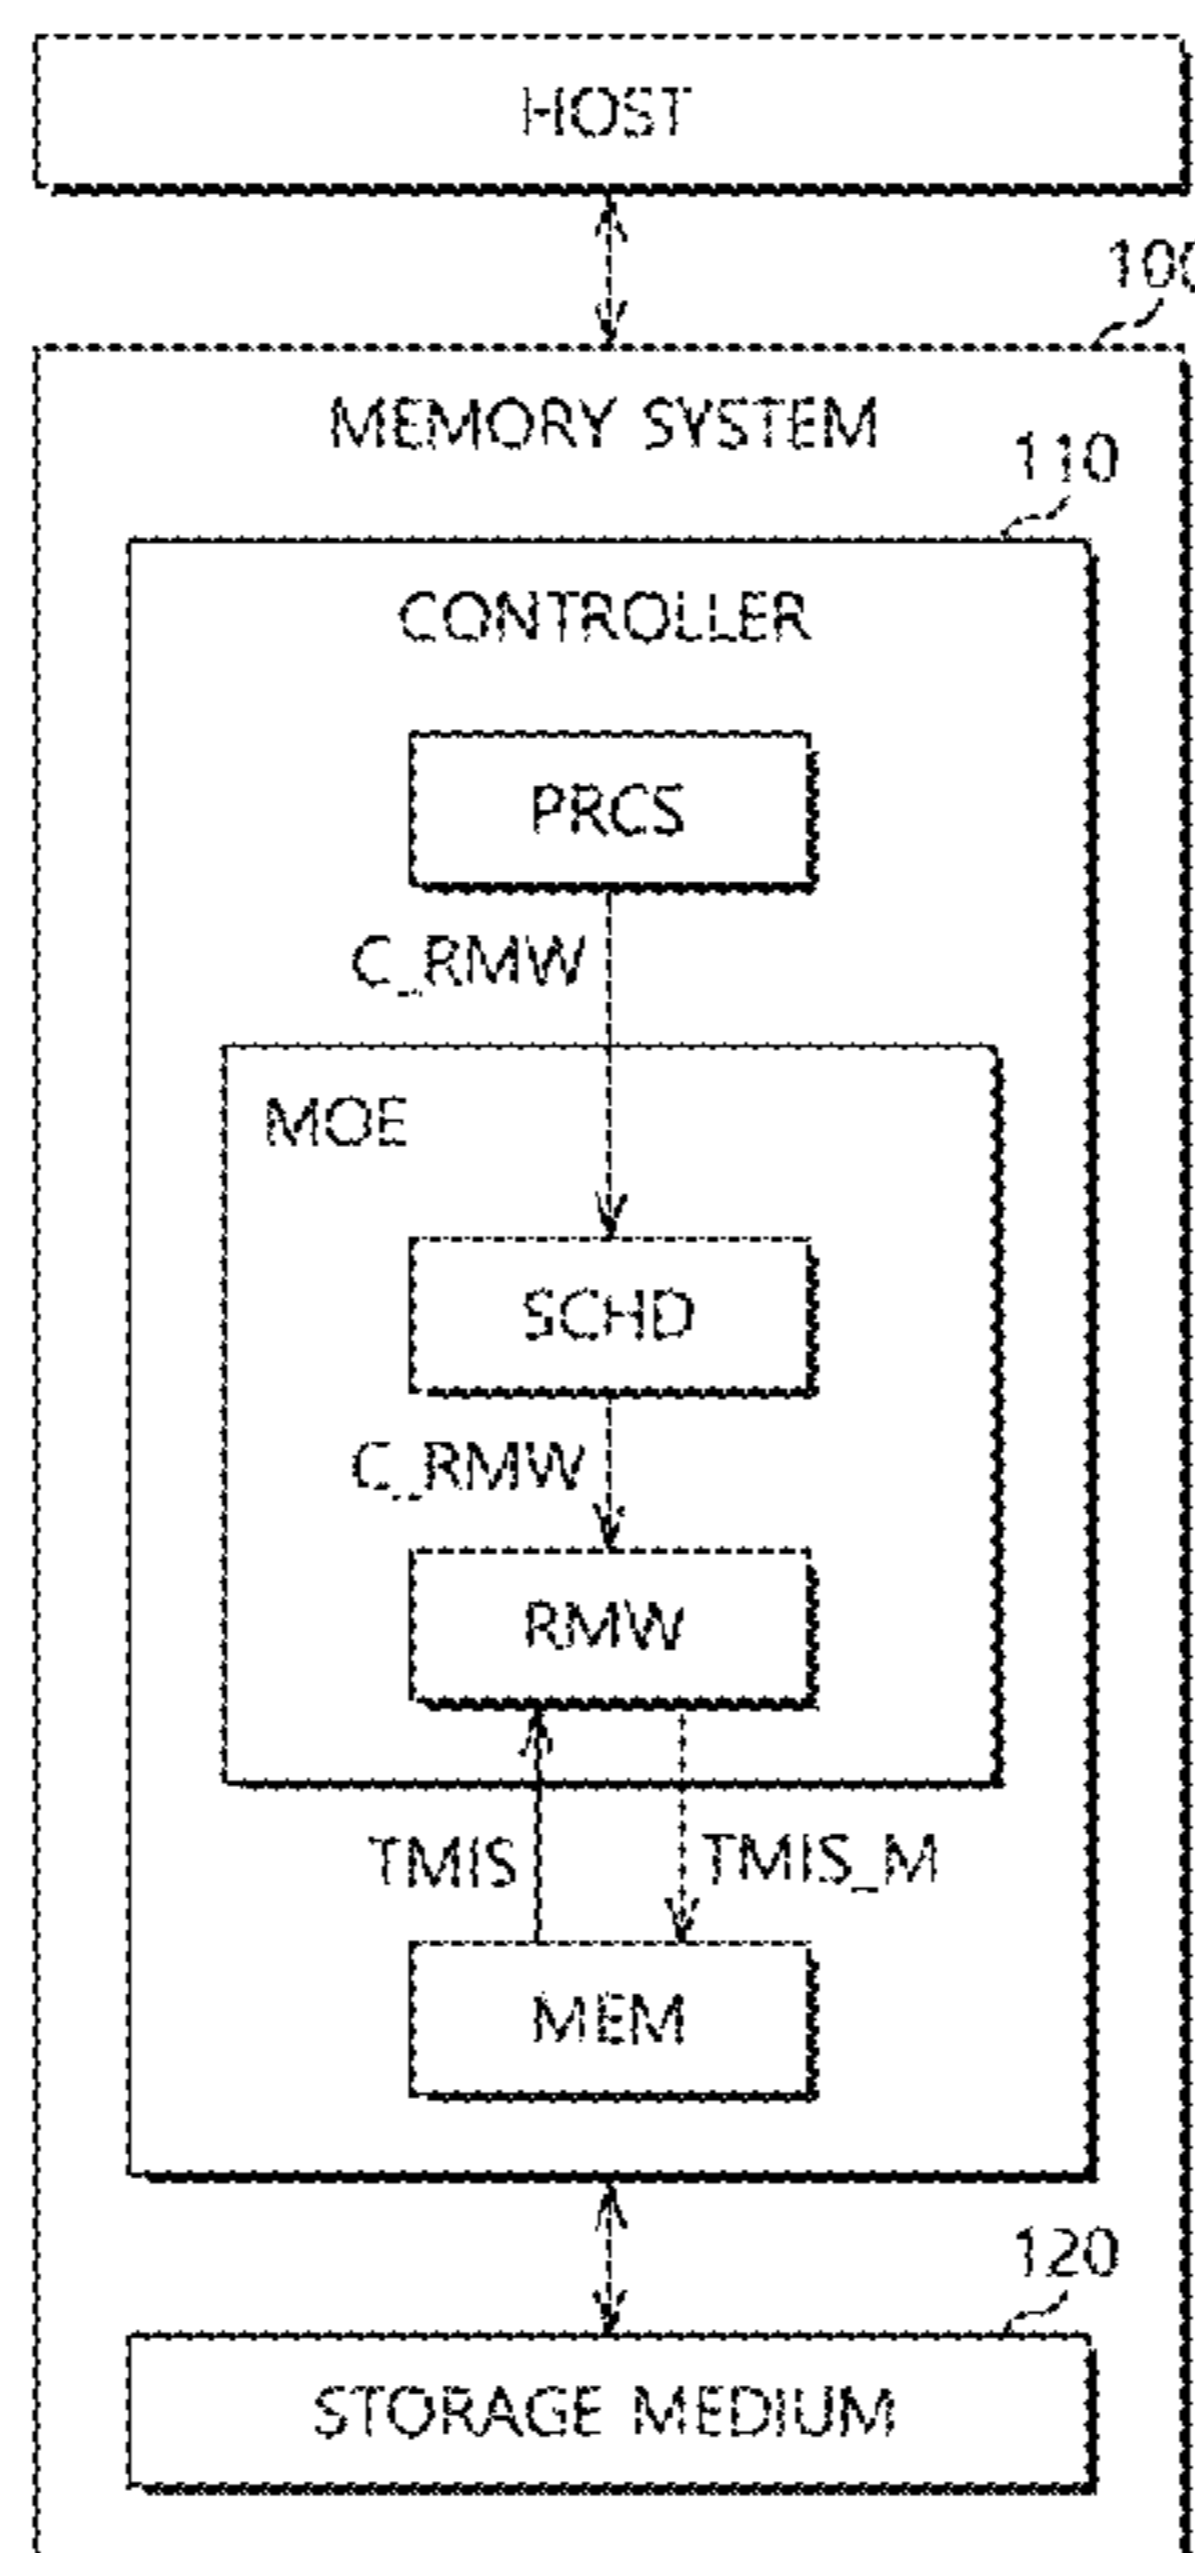 HOST
100
MEMORY SYSTEM
110
CONTROLLER
PRCS
C_RMW
MOE
SCHD
C_RMW
RMW
TMIS
TMIS_M
MEM
120
STORAGE MEDIUM